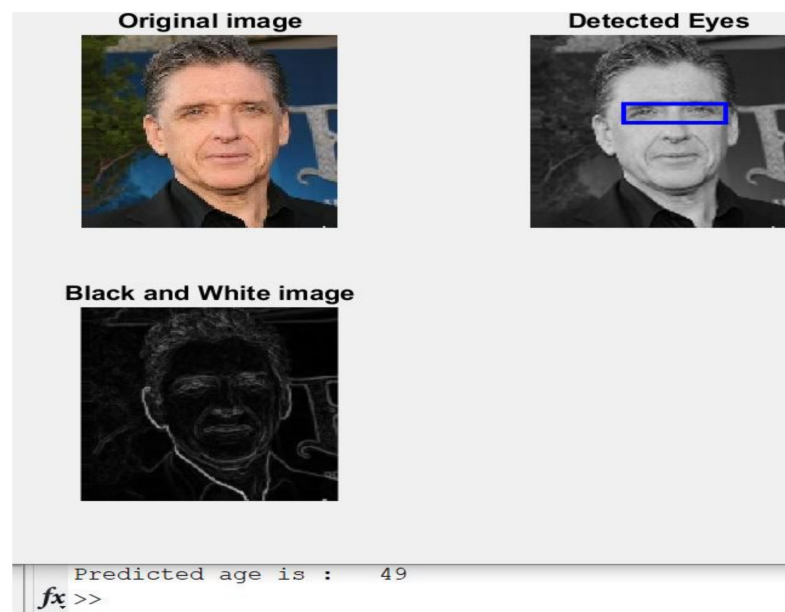 Original image
Detected Eyes
Black and White image
Predicted age is : 49
fx >>